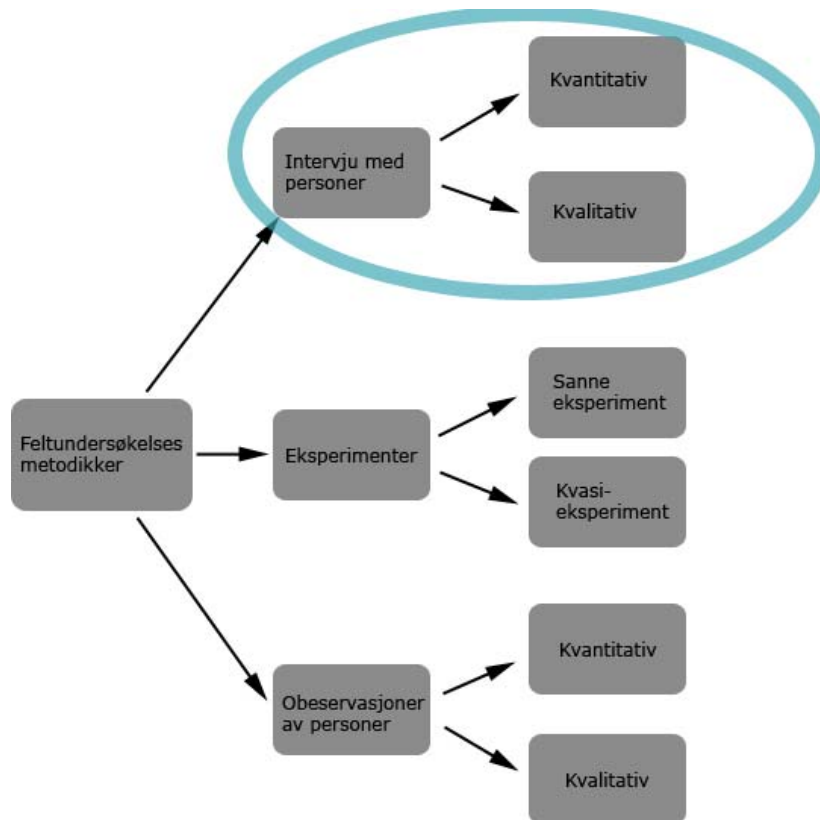 Kvantitativ
Intervju med
personer
Kvalitativ
Sanne
eksperiment
Feltundersøkelses
metodikker
Eksperimenter
Kvasi-
eksperiment
Kvantitativ
Obeservasjoner
av personer
Kvalitativ